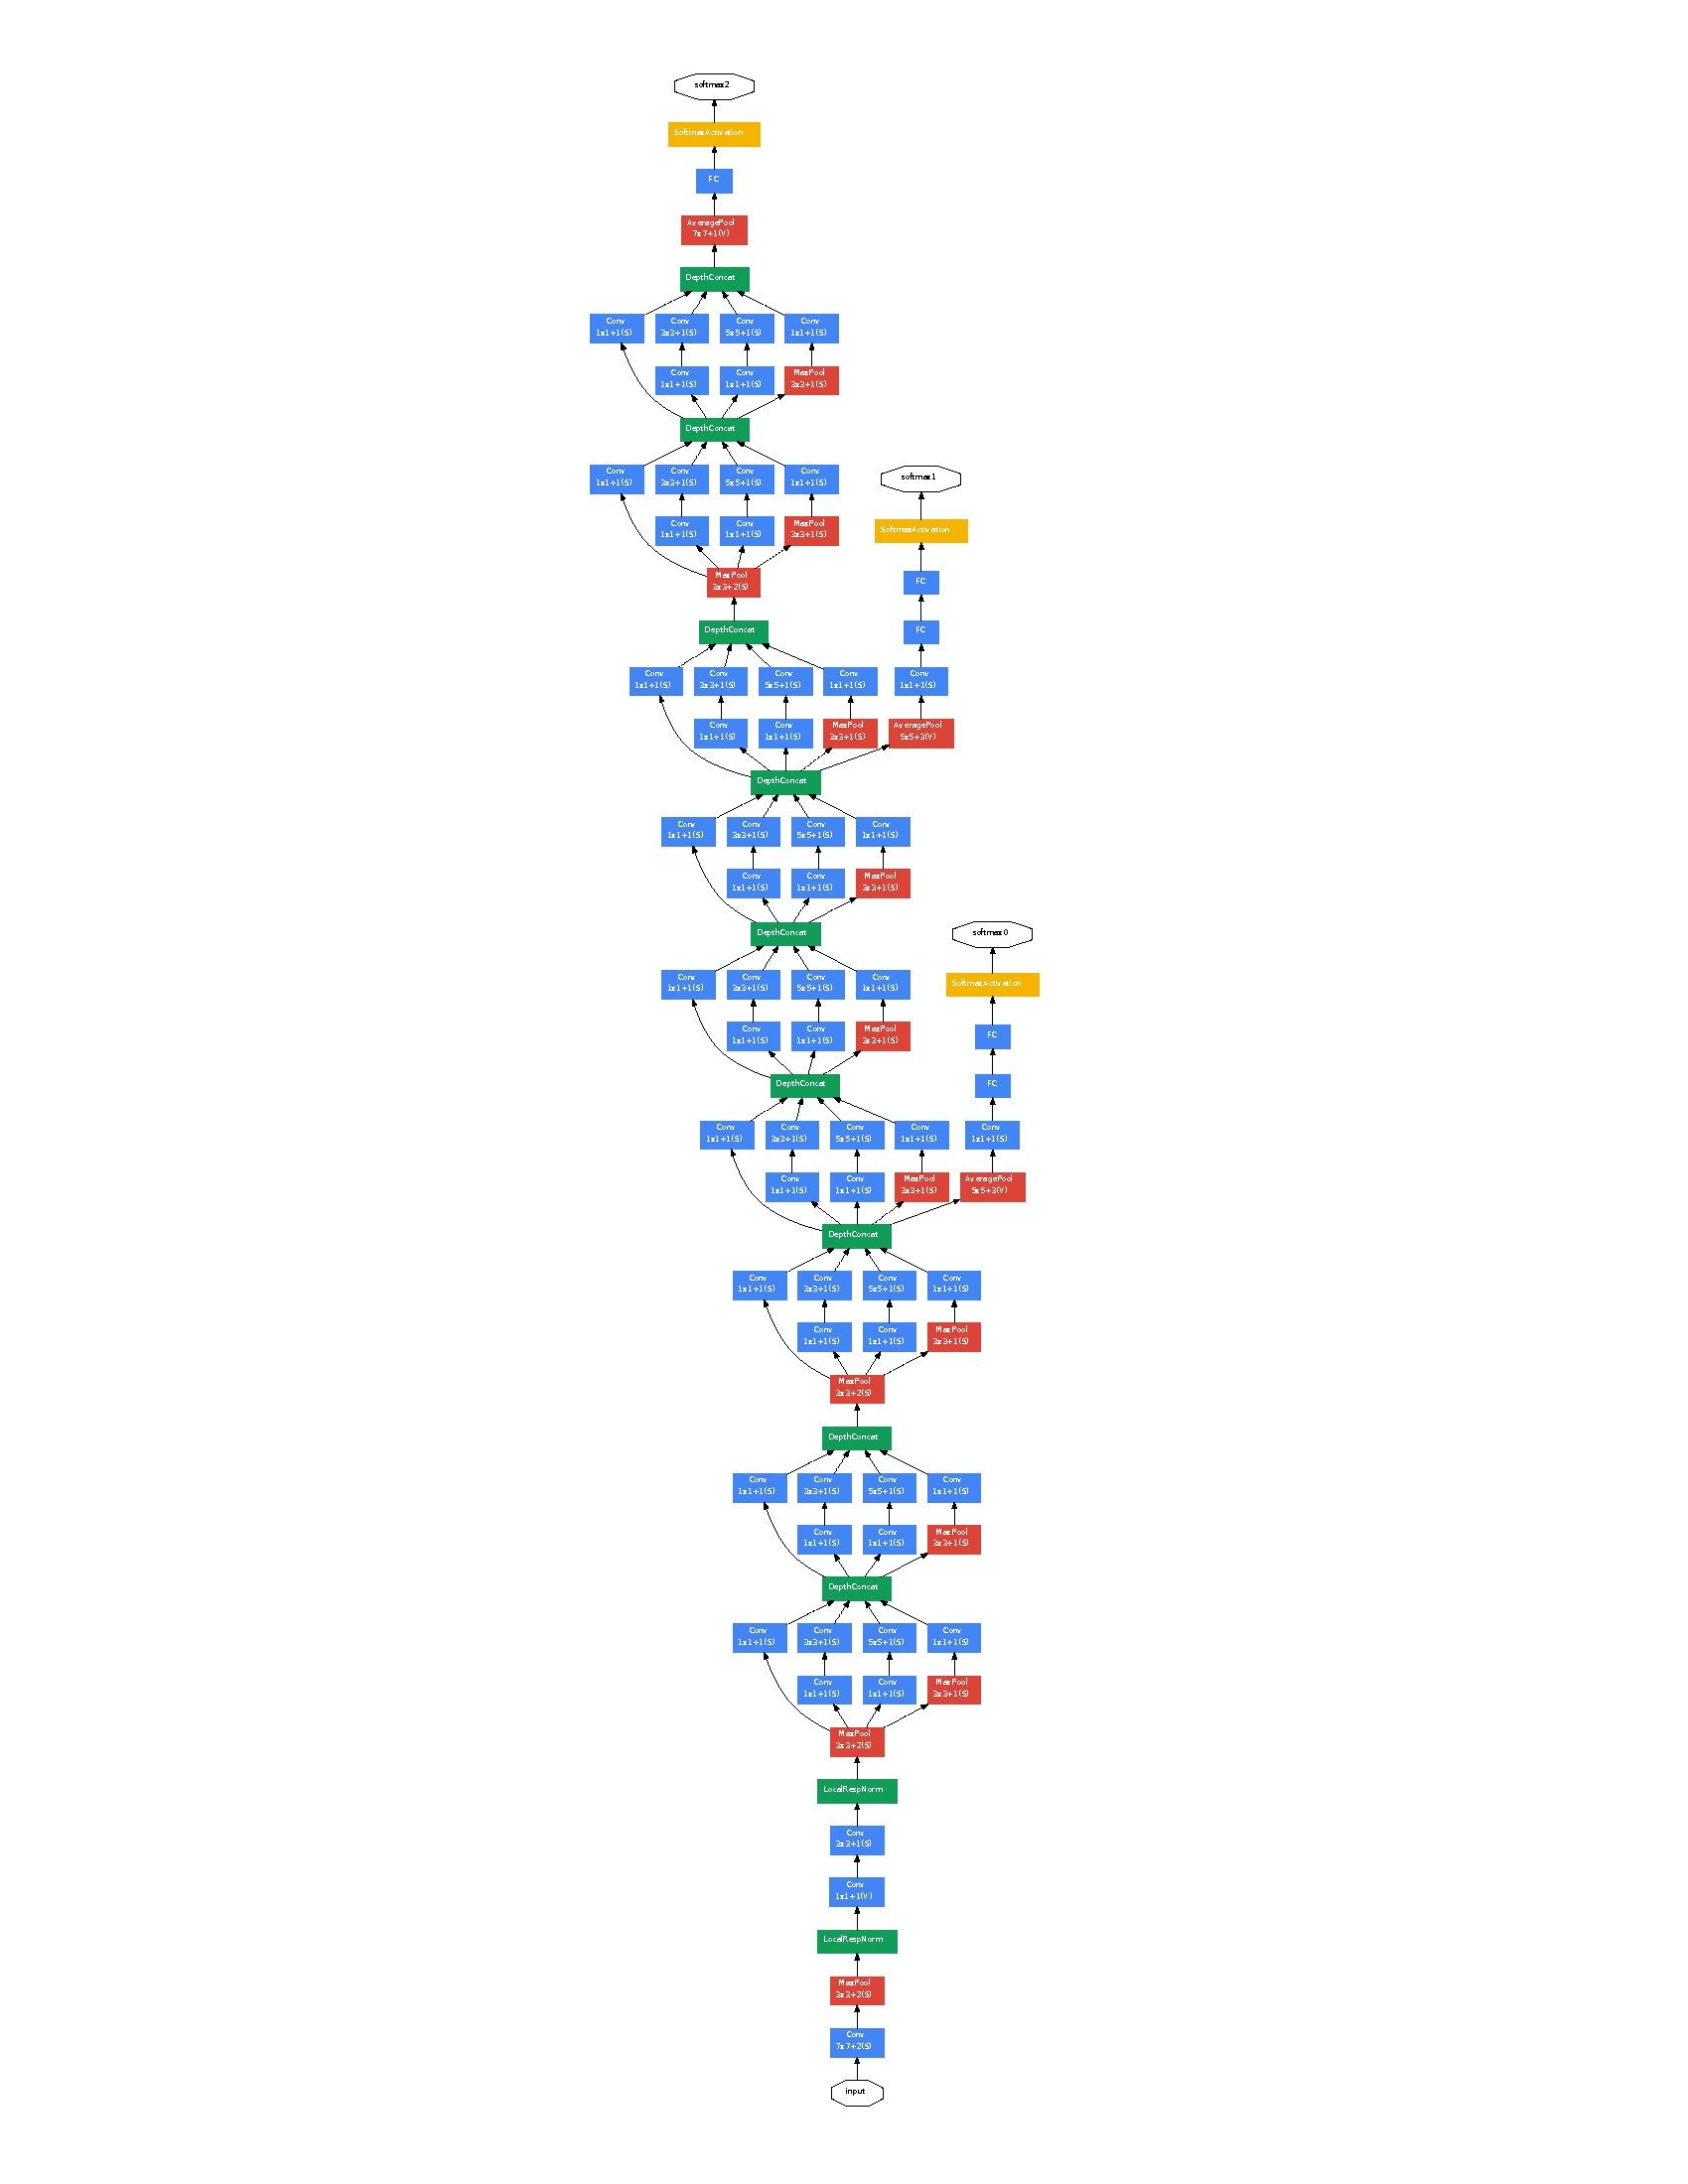 softmax2
SoftmaxActivation
FC
AveragePool
7x7+1(V)
DepthConcat
Conv Conv Conv Conv
1x1+1(S) 3x3+1(S) 5x5+1(S) 1x1+1(S)
Conv Conv MaxPool
1x1+1(S) 1x1+1(S) 3x3+1(S)
DepthConcat
Conv Conv Conv Conv
1x1+1(S) 3x3+1(S) 5x5+1(S) 1x1+1(S)
softmax1
Conv Conv MaxPool
1x1+1(S) 1x1+1(S) 3x3+1(S)
SoftmaxActivation
MaxPool
3x3+2(S)
FC
DepthConcat
FC
Conv Conv Conv Conv Conv
1x1+1(S) 3x3+1(S) 5x5+1(S) 1x1+1(S) 1x1+1(S)
Conv Conv MaxPool AveragePool
1x1+1(S) 1x1+1(S) 3x3+1(S) 5x5+3(V)
DepthConcat
Conv Conv Conv Conv
1x1+1(S) 3x3+1(S) 5x5+1(S) 1x1+1(S)
Conv Conv MaxPool
1x1+1(S) 1x1+1(S) 3x3+1(S)
DepthConcat
softmax0
Conv Conv Conv Conv
1x1+1(S) 3x3+1(S) 5x5+1(S) 1x1+1(S)
SoftmaxActivation
Conv Conv MaxPool
1x1+1(S) 1x1+1(S) 3x3+1(S)
FC
DepthConcat
FC
Conv Conv Conv Conv Conv
1x1+1(S) 3x3+1(S) 5x5+1(S) 1x1+1(S) 1x1+1(S)
Conv Conv MaxPool AveragePool
1x1+1(S) 1x1+1(S) 3x3+1(S) 5x5+3(V)
DepthConcat
Conv Conv Conv Conv
1x1+1(S) 3x3+1(S) 5x5+1(S) 1x1+1(S)
Conv Conv MaxPool
1x1+1(S) 1x1+1(S) 3x3+1(S)
MaxPool
3x3+2(S)
DepthConcat
Conv Conv Conv Conv
1x1+1(S) 3x3+1(S) 5x5+1(S) 1x1+1(S)
Conv Conv MaxPool
1x1+1(S) 1x1+1(S) 3x3+1(S)
DepthConcat
Conv Conv Conv Conv
1x1+1(S) 3x3+1(S) 5x5+1(S) 1x1+1(S)
Conv Conv MaxPool
1x1+1(S) 1x1+1(S) 3x3+1(S)
MaxPool
3x3+2(S)
LocalRespNorm
Conv
3x3+1(S)
Conv
1x1+1(V)
LocalRespNorm
MaxPool
3x3+2(S)
Conv
7x7+2(S)
input